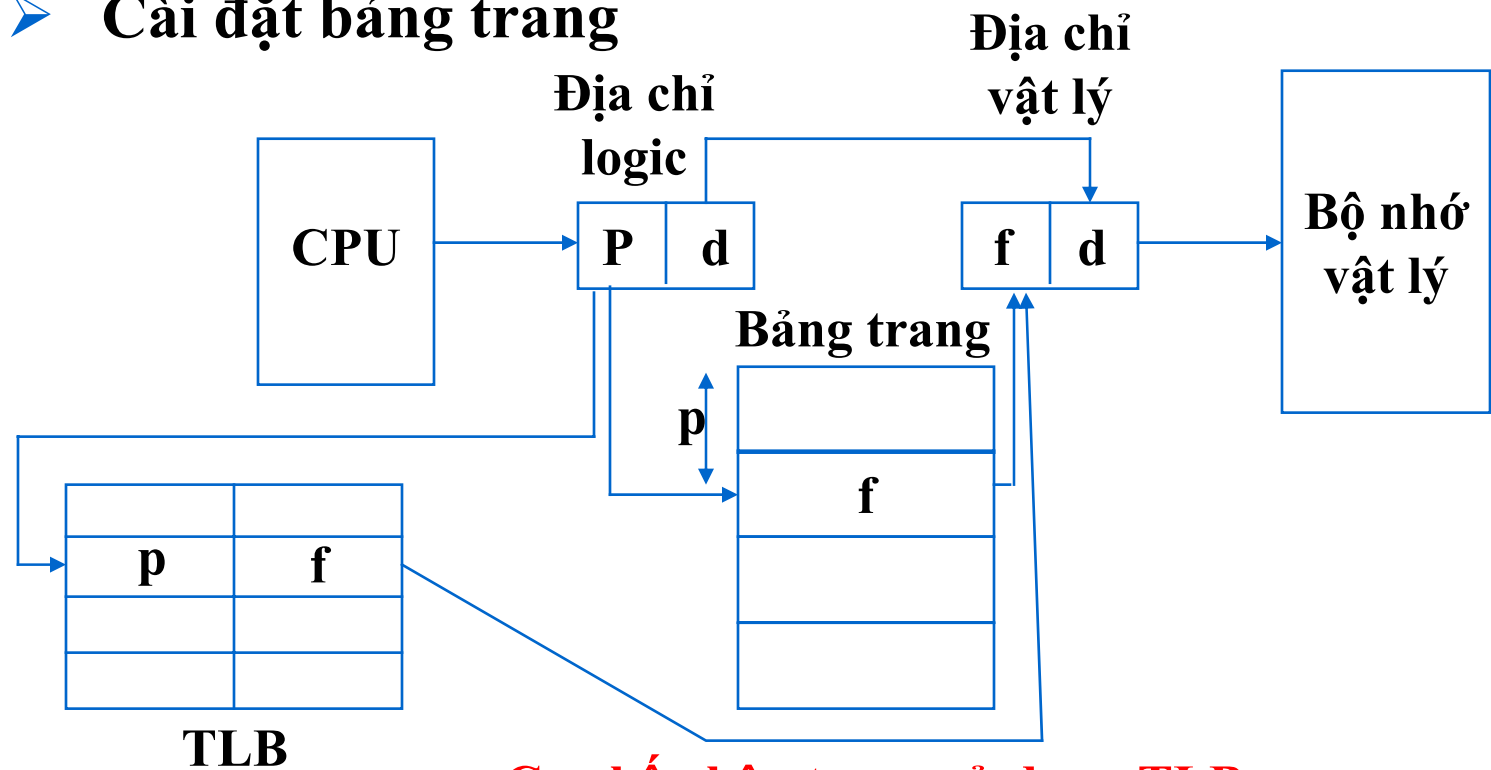 Cài đặt bảng trang
Địa chỉ
vật lý
Địa chỉ
logic
CPU
P d
f d
Bộ nhớ
vật lý
Bảng trang
p
f
p f
TLB
TLB